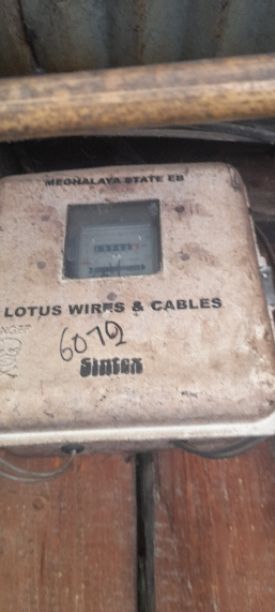 MEGHALAYA STATE EB
LOTUS WIRES & CABLES
6072
Sintex